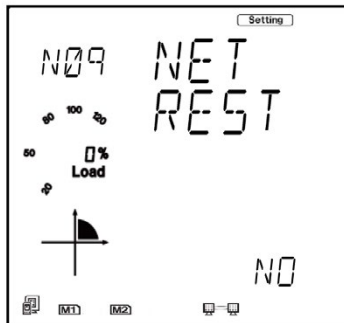 Setting
N09
NET
REST
80 100 120
50
0%
Load
20
NO
M1 M2